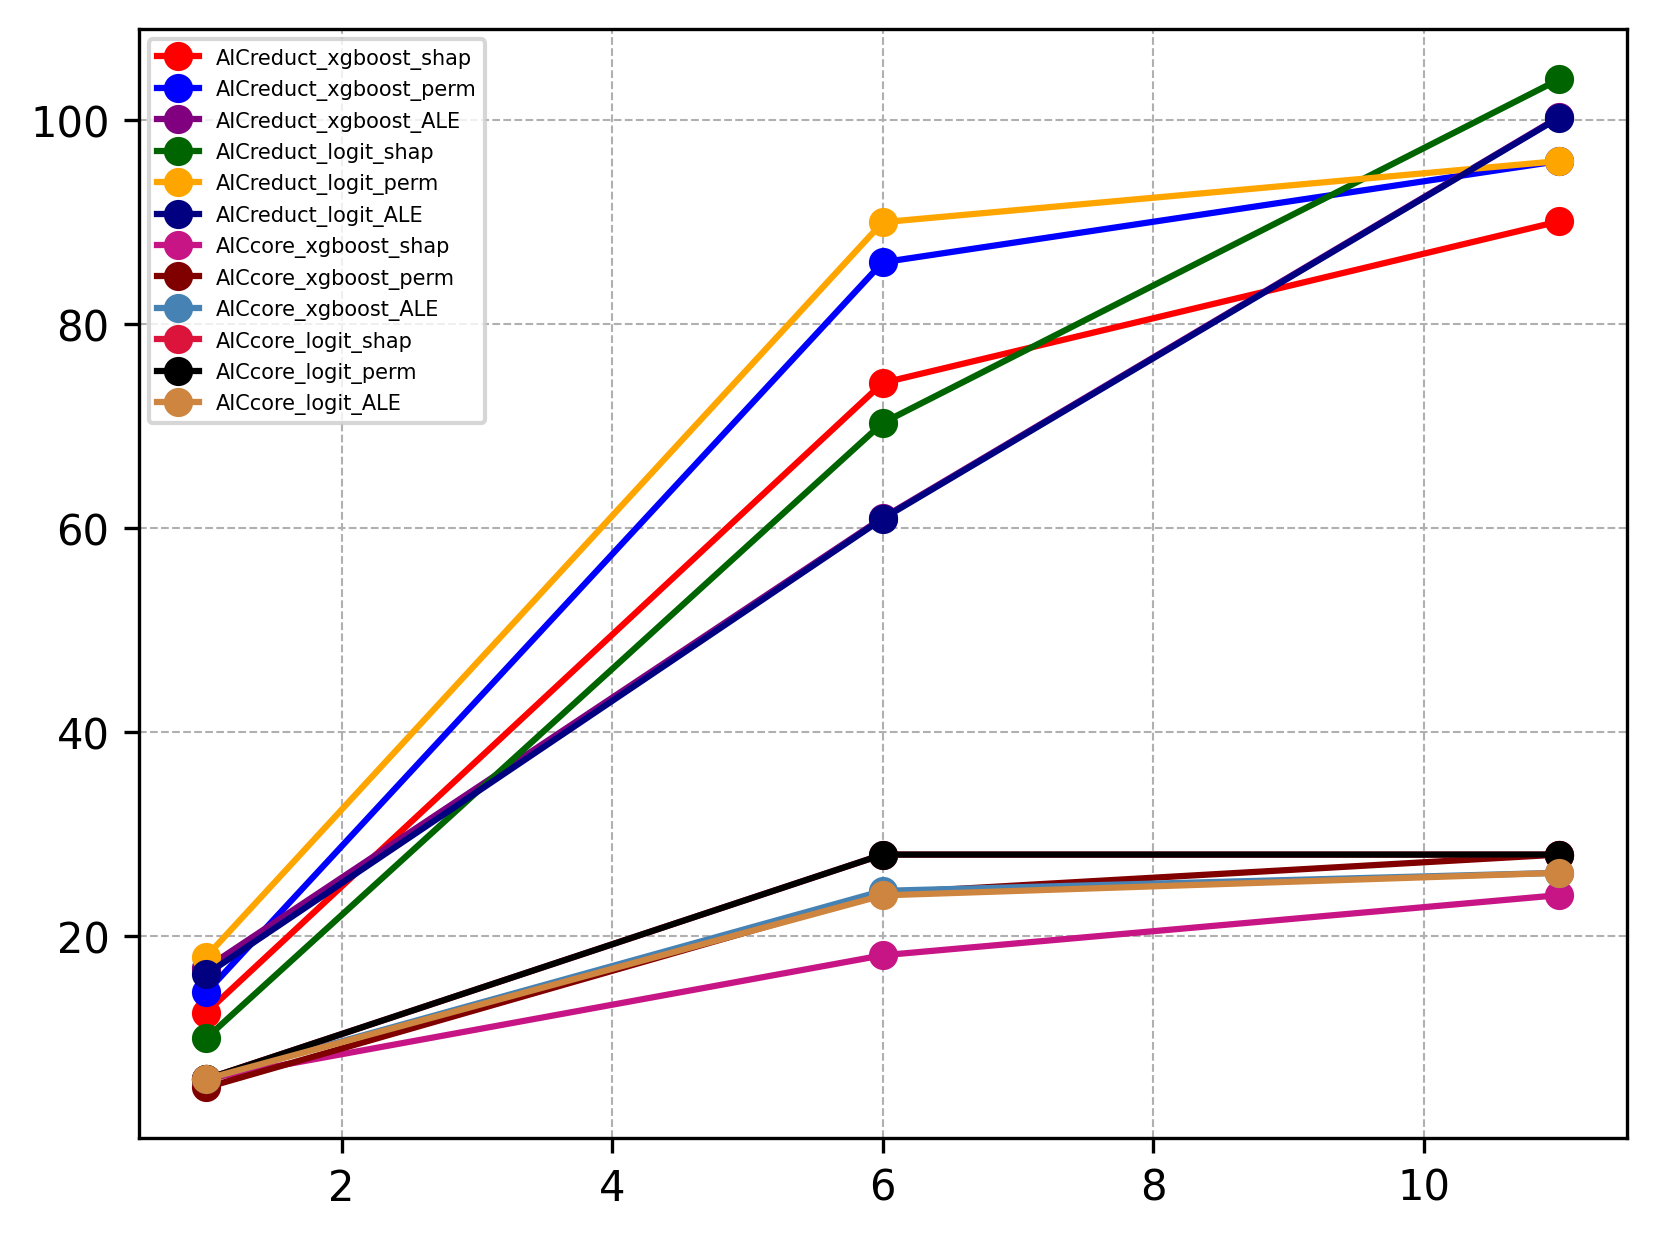 AICreduct_xgboost_shap
AICreduct_xgboost_perm
AICreduct_xgboost_ALE
AICreduct_logit_shap
AICreduct_logit_perm
AICreduct_logit_ALE
AICcore_xgboost_shap
AICcore_xgboost_perm
AICcore_xgboost_ALE
AICcore_logit_shap
AICcore_logit_perm
AICcore_logit_ALE
100
80
60
40
20
2 4 6 8 10